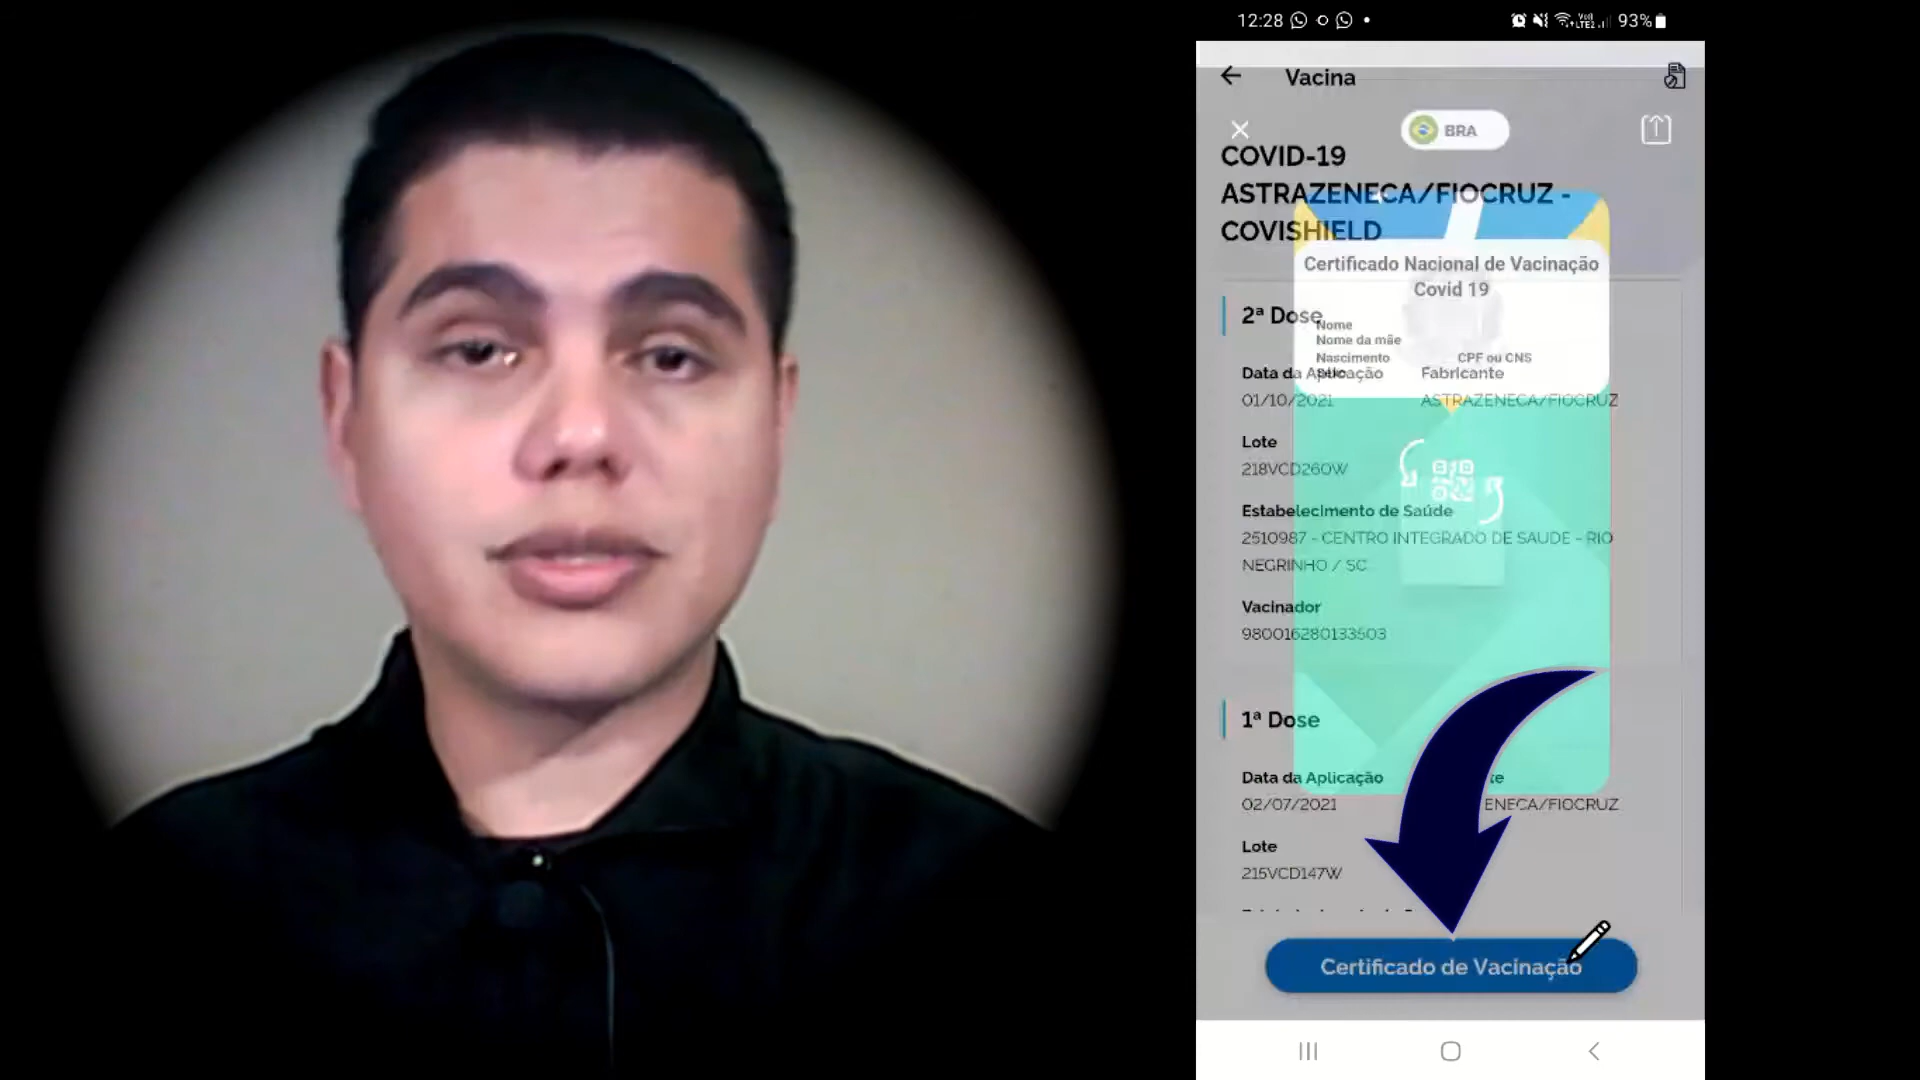 12:28
VoI) LTE2 93%
Vacina
BRA
COVID-19
ASTRAZENECA/FIOCRUZ -
COVISHIELD
Certificado Nacional de Vacinação
Covid 19
2ª Dose
Nome
Nome da mãe
Nascimento CPF ou CNS
Data da Aplicação Fabricante
01/10/2021 ASTRAZENECA/FIOCRUZ
Lote
218VCD260W
Estabelecimento de Saúde
2510987 - CENTRO INTEGRADO DE SAUDE - RIO
NEGRINHO / SC
Vacinador
980016280133503
1ª Dose
Data da Aplicação
02/07/2021 ENECA/FIOCRUZ
Lote
215VCD147W
Certificado de Vacinação